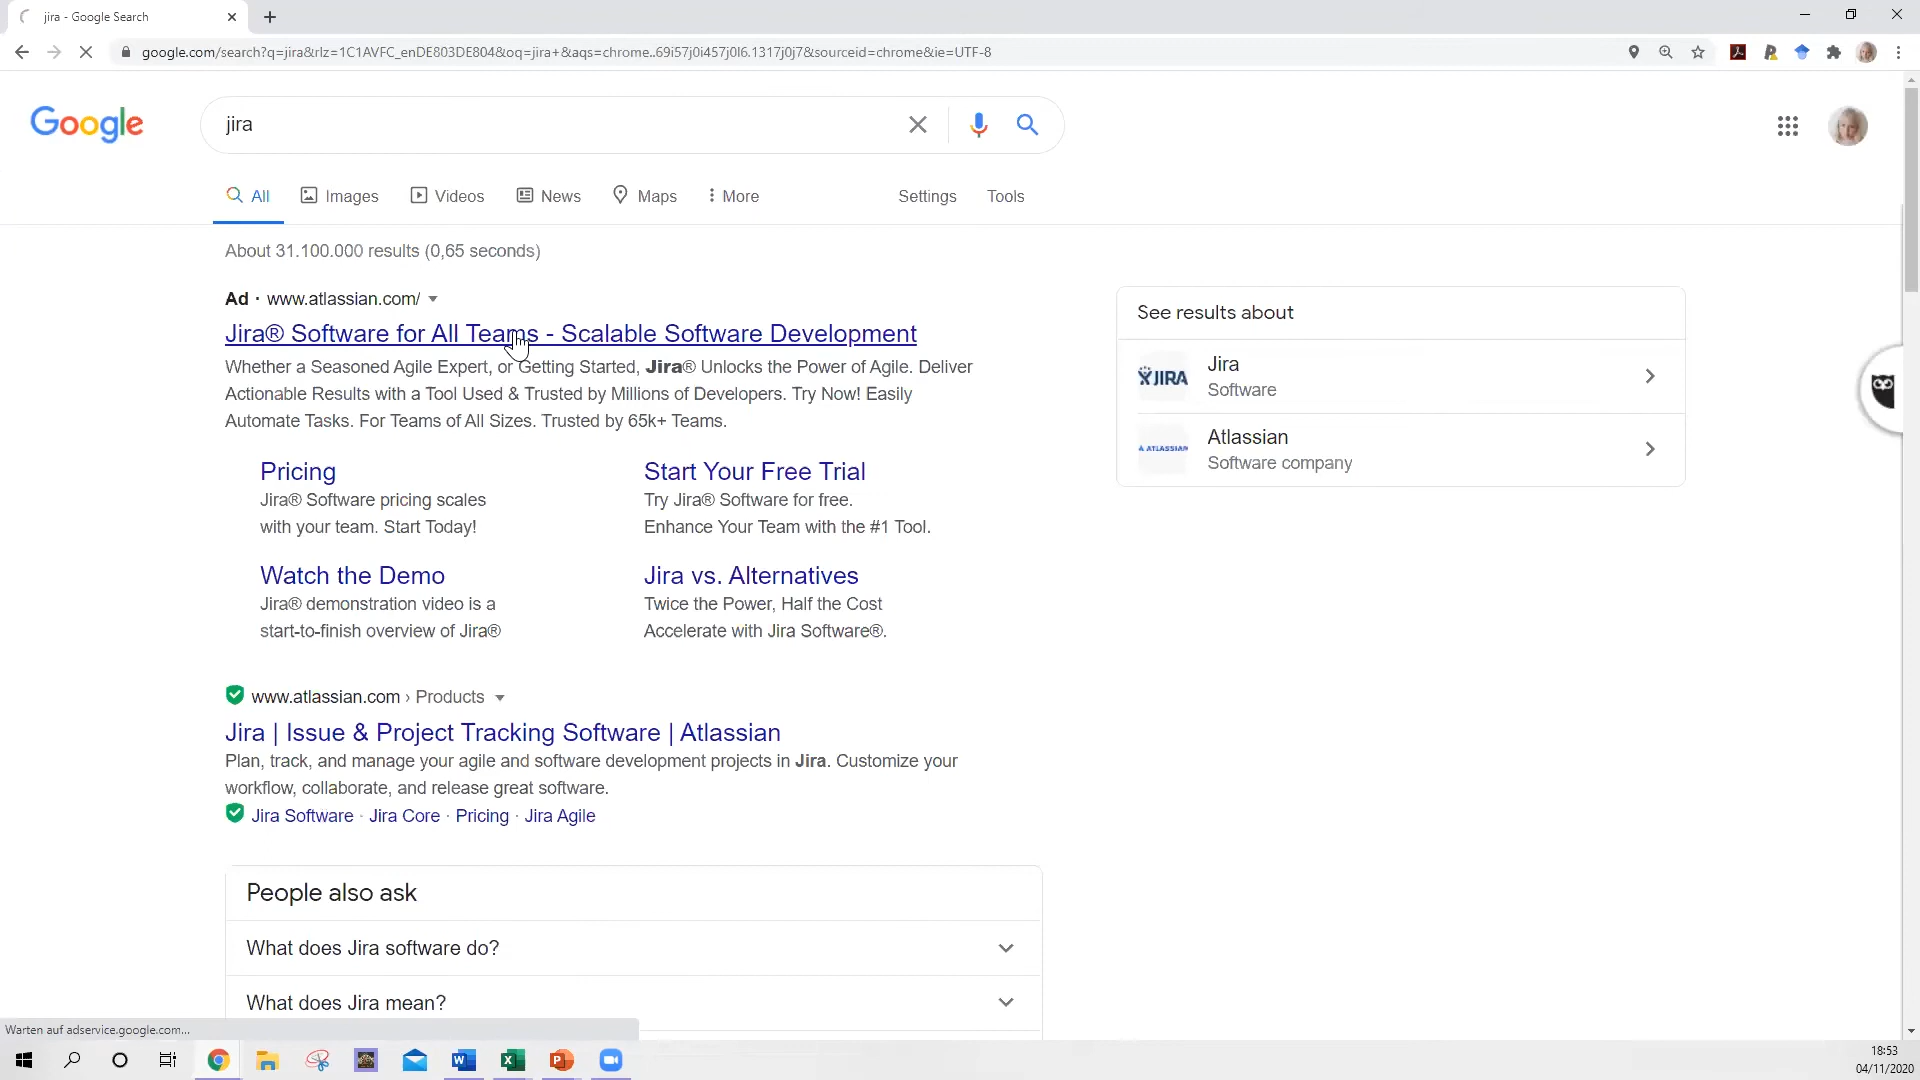 jira - Google Search
google.com/search?q=jira&rlz=1C1AVFC_enDE803DE804&oq=jira+&aqs=chrome..69i57j0i457j0l6.1317j0j7&sourceid=chrome&ie=UTF-8
Google
jira
All Images Videos News Maps More Settings Tools
About 31.100.000 results (0,65 seconds)
Ad · www.atlassian.com/
Jira® Software for All Teams - Scalable Software Development
Whether a Seasoned Agile Expert, or Getting Started, Jira® Unlocks the Power of Agile. Deliver
Actionable Results with a Tool Used & Trusted by Millions of Developers. Try Now! Easily
Automate Tasks. For Teams of All Sizes. Trusted by 65k+ Teams.
Pricing
Jira® Software pricing scales
with your team. Start Today!
Start Your Free Trial
Try Jira® Software for free.
Enhance Your Team with the #1 Tool.
Watch the Demo
Jira® demonstration video is a
start-to-finish overview of Jira®
Jira vs. Alternatives
Twice the Power, Half the Cost
Accelerate with Jira Software®.
www.atlassian.com › Products
Jira | Issue & Project Tracking Software | Atlassian
Plan, track, and manage your agile and software development projects in Jira. Customize your
workflow, collaborate, and release great software.
Jira Software · Jira Core · Pricing · Jira Agile
People also ask
What does Jira software do?
What does Jira mean?
See results about
JIRA
Jira
Software
ATLASSIAN
Atlassian
Software company
Warten auf adservice.google.com...
18:53
04/11/2020